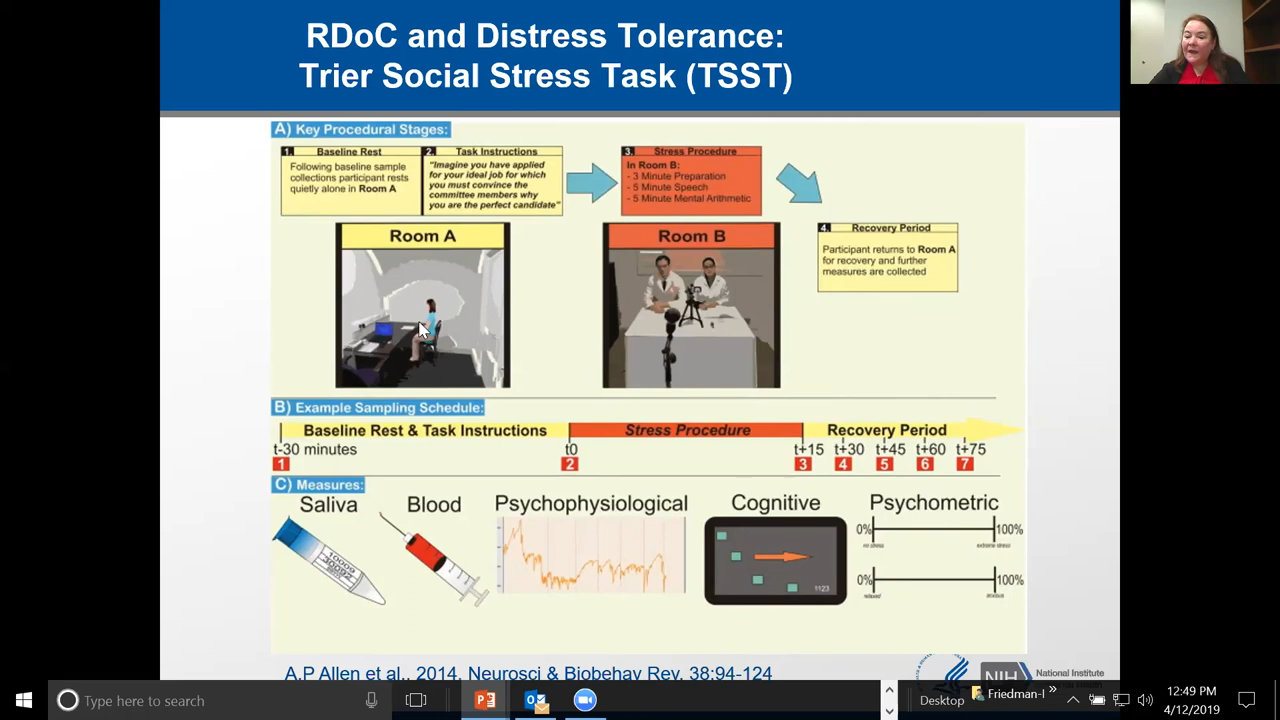 RDoC and Distress Tolerance:
Trier Social Stress Task (TSST)
A) Key Procedural Stages:
1. Baseline Rest
Following baseline sample
collections participant rests
quietly alone in Room A
2. Task Instructions
"Imagine you have applied
for your ideal job for which
you must convince the
committee members why
you are the perfect candidate"
3. Stress Procedure
In Room B:
- 3 Minute Preparation
- 5 Minute Speech
- 5 Minute Mental Arithmetic
4. Recovery Period
Participant returns to Room A
for recovery and further
measures are collected
Room A
Room B
B) Example Sampling Schedule:
Baseline Rest & Task Instructions
Stress Procedure
Recovery Period
t-30 minutes t0 t+15 t+30 t+45 t+60 t+75
1 2 3 4 5 6 7
C) Measures:
Saliva Blood Psychophysiological Cognitive Psychometric
0% 100%
extreme stress
0% 100%
1123
A.P Allen et al., 2014, Neurosci & Biobehav Rev, 38:94-124
NIH
National Institute
Type here to search
Desktop
Friedman-I
12:49 PM
4/12/2019